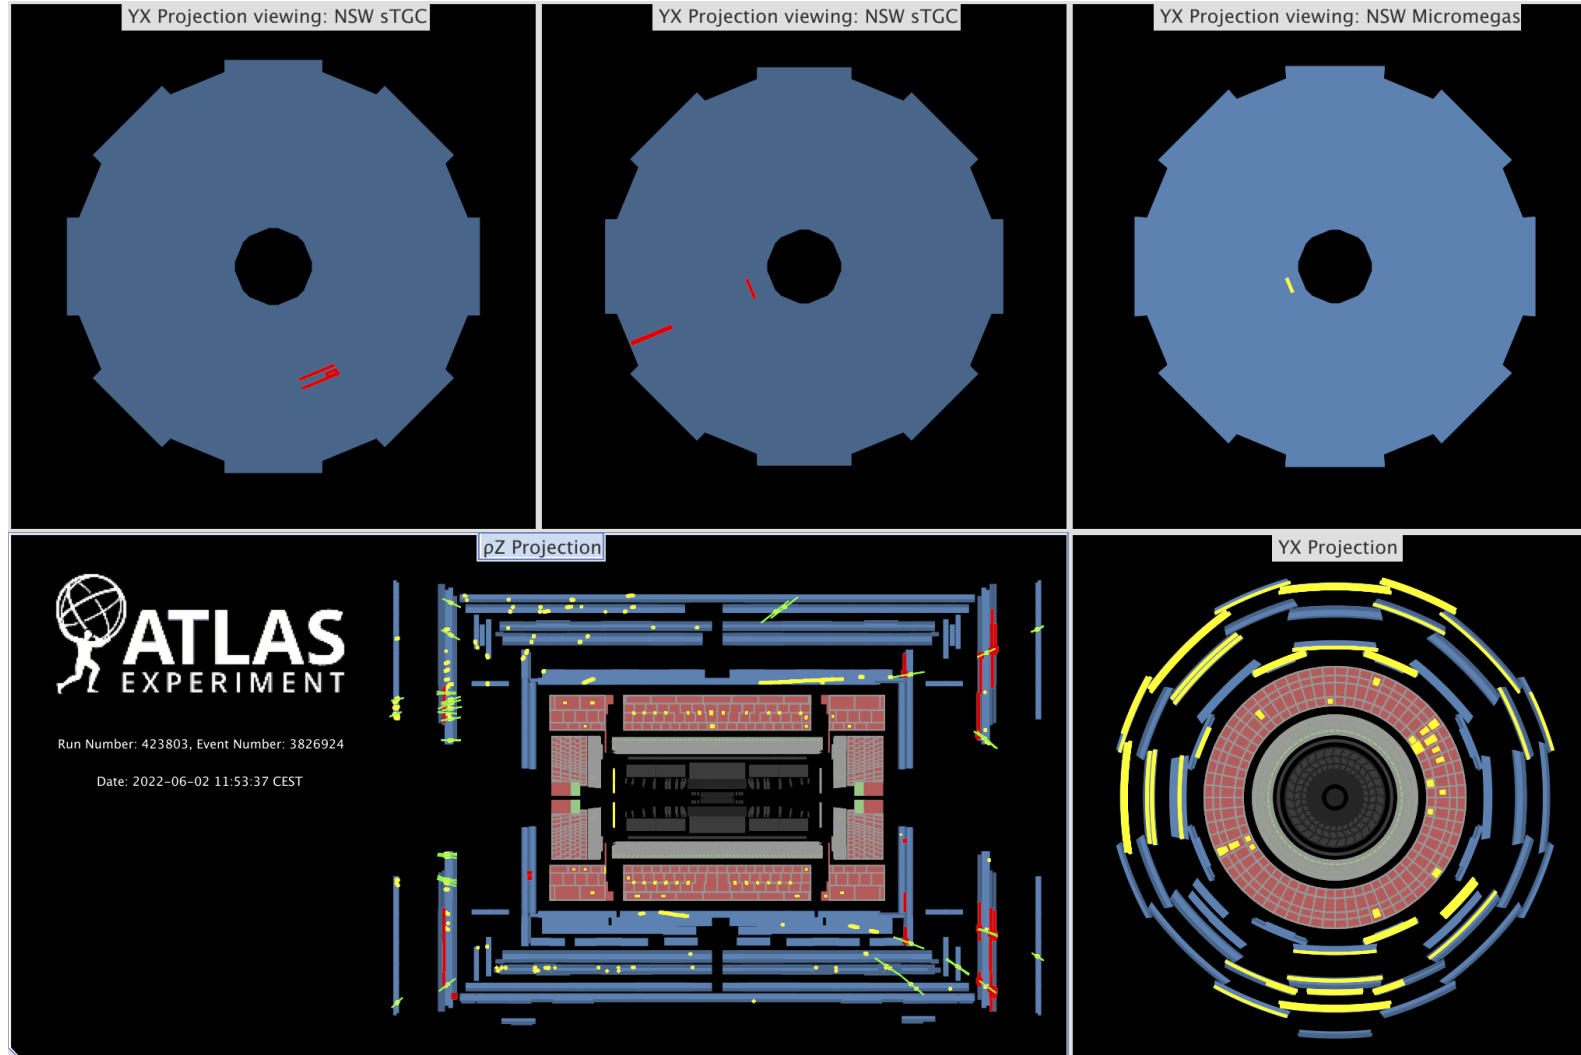 YX Projection viewing: NSW sTGC
YX Projection viewing: NSW sTGC
YX Projection viewing: NSW Micromegas
ρZ Projection
YX Projection
ATLAS
EXPERIMENT
Run Number: 423803, Event Number: 3826924
Date: 2022-06-02 11:53:37 CEST